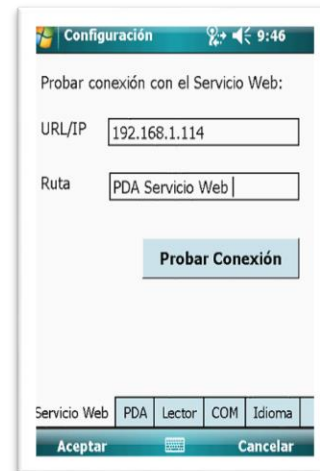 Configuración 9:46
Probar conexión con el Servicio Web:
URL/IP 192.168.1.114
Ruta PDA Servicio Web
Probar Conexión
Servicio Web PDA Lector COM Idioma
Aceptar Cancelar